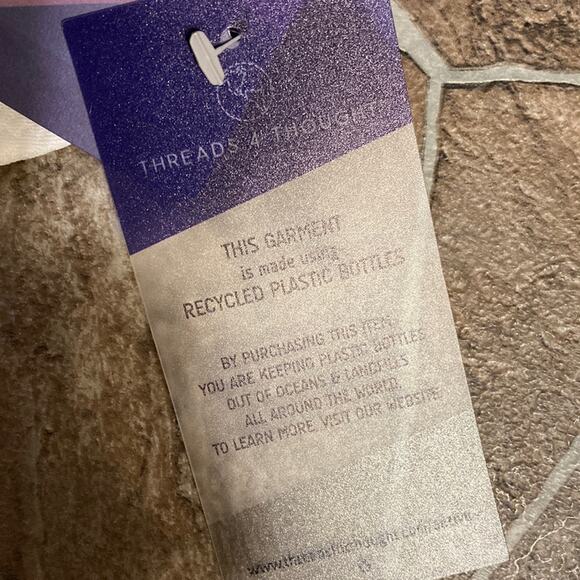 THREADS 4 THOUGHT
THIS GARMENT
is made using
RECYCLED PLASTIC BOTTLES
BY PURCHASING THIS ITEM,
YOU ARE KEEPING PLASTIC BOTTLES
OUT OF OCEANS & LANDFILLS
ALL AROUND THE WORLD.
TO LEARN MORE, VISIT OUR WEBSITE.